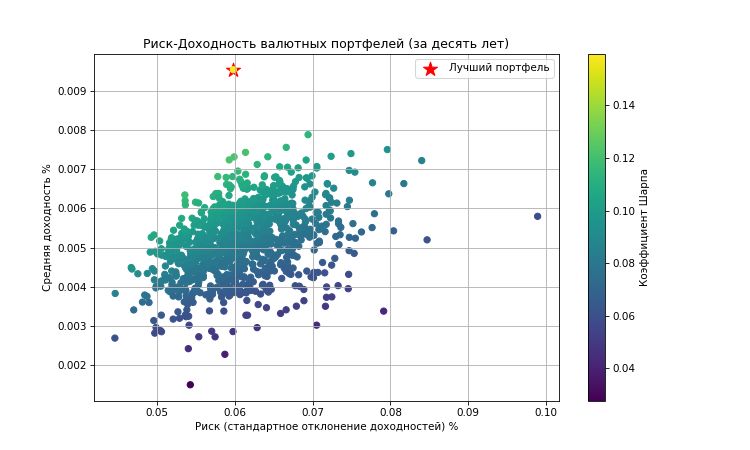 Риск-Доходность валютных портфелей (за десять лет)
Лучший портфель
Средняя доходность %
0.009
0.008
0.007
0.006
0.005
0.004
0.003
0.002
0.05 0.06 0.07 0.08 0.09 0.10
Риск (стандартное отклонение доходностей) %
0.14
0.12
0.10
0.08
0.06
0.04
Коэффициент Шарпа